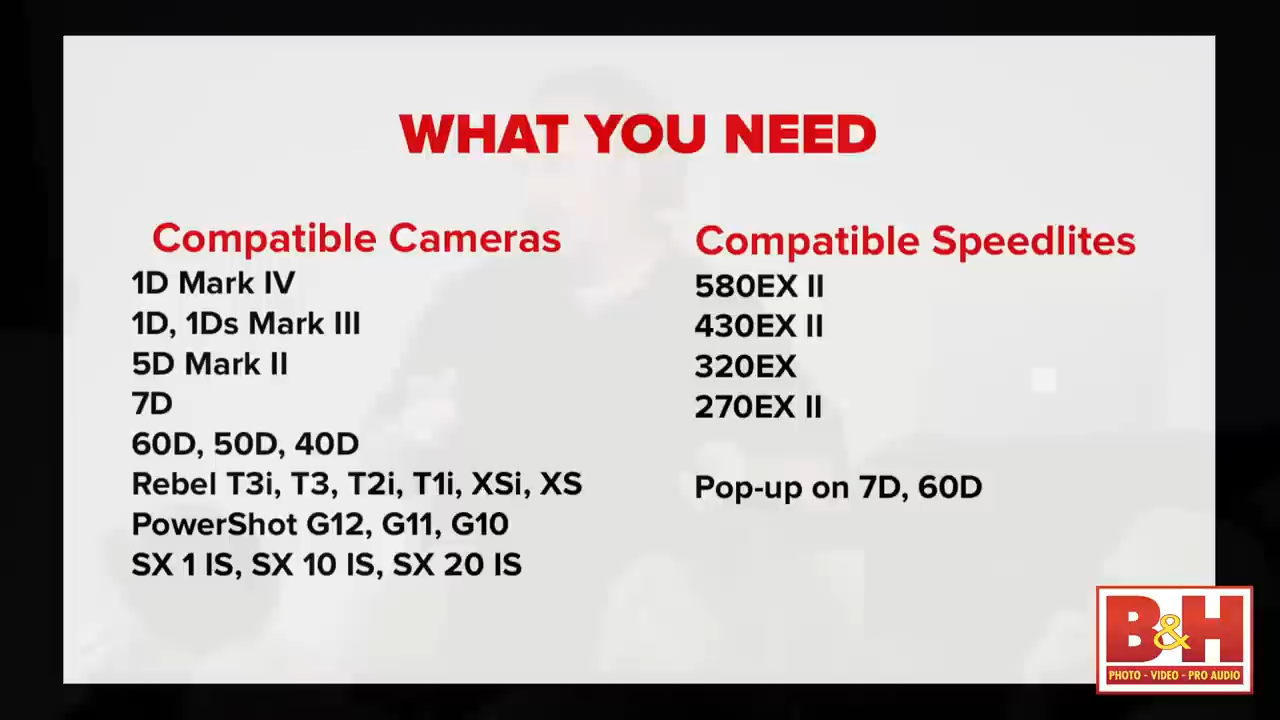 WHAT YOU NEED
Compatible Cameras
1D Mark IV
1D, 1Ds Mark III
5D Mark II
7D
60D, 50D, 40D
Rebel T3i, T3, T2i, T1i, XSi, XS
PowerShot G12, G11, G10
SX 1 IS, SX 10 IS, SX 20 IS
Compatible Speedlites
580EX II
430EX II
320EX
270EX II
Pop-up on 7D, 60D
B&H
PHOTO - VIDEO - PRO AUDIO